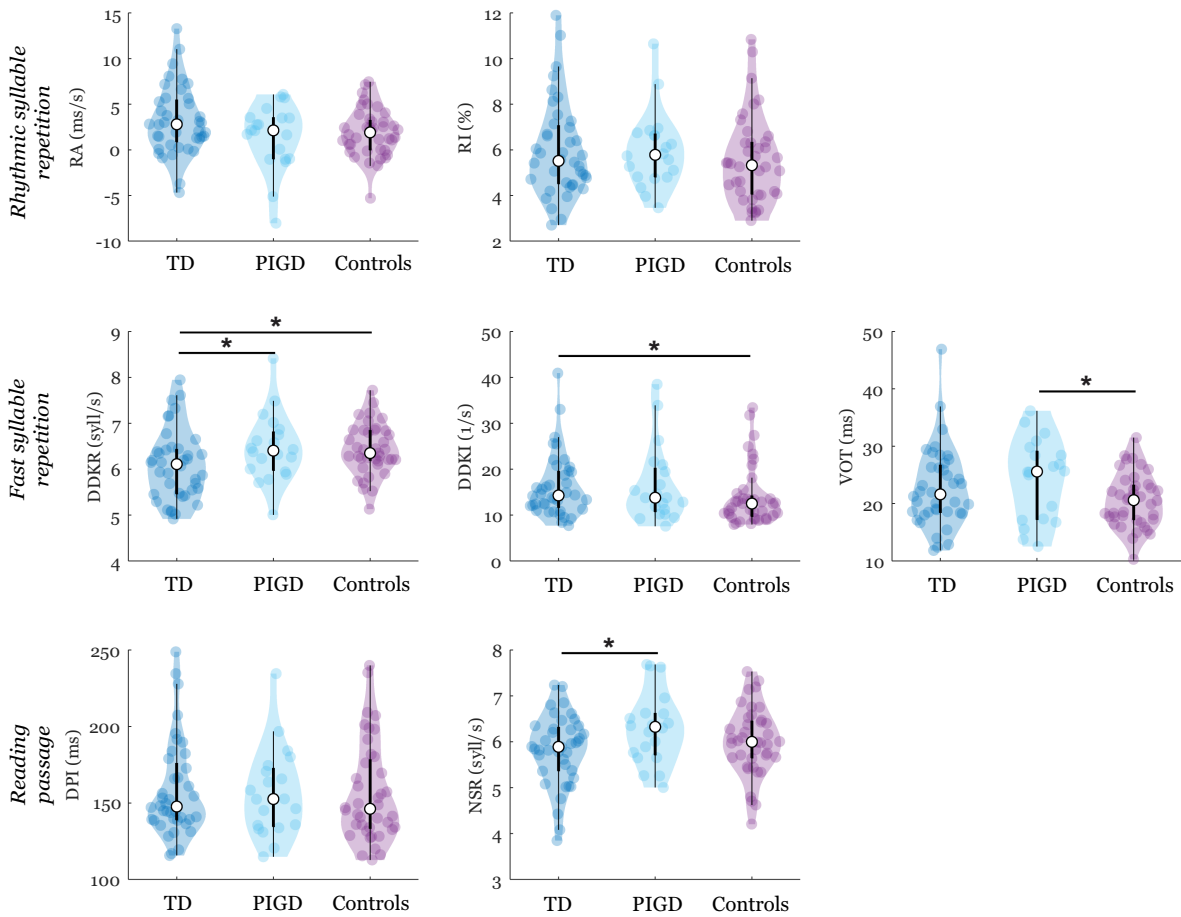 Rhythmic syllable
repetition
RA (ms/s)
15
10
5
0
-5
-10
TD
PIGD
Controls
RI (%)
12
10
8
6
4
2
TD
PIGD
Controls
Fast syllable
repetition
DDKR (syll/s)
9
8
7
6
5
4
*
*
TD
PIGD
Controls
DDKI (1/s)
50
40
30
20
10
0
*
TD
PIGD
Controls
VOT (ms)
50
40
30
20
10
*
TD
PIGD
Controls
Reading
passage
DPI (ms)
250
200
150
100
TD
PIGD
Controls
NSR (syll/s)
8
7
6
5
4
3
*
TD
PIGD
Controls